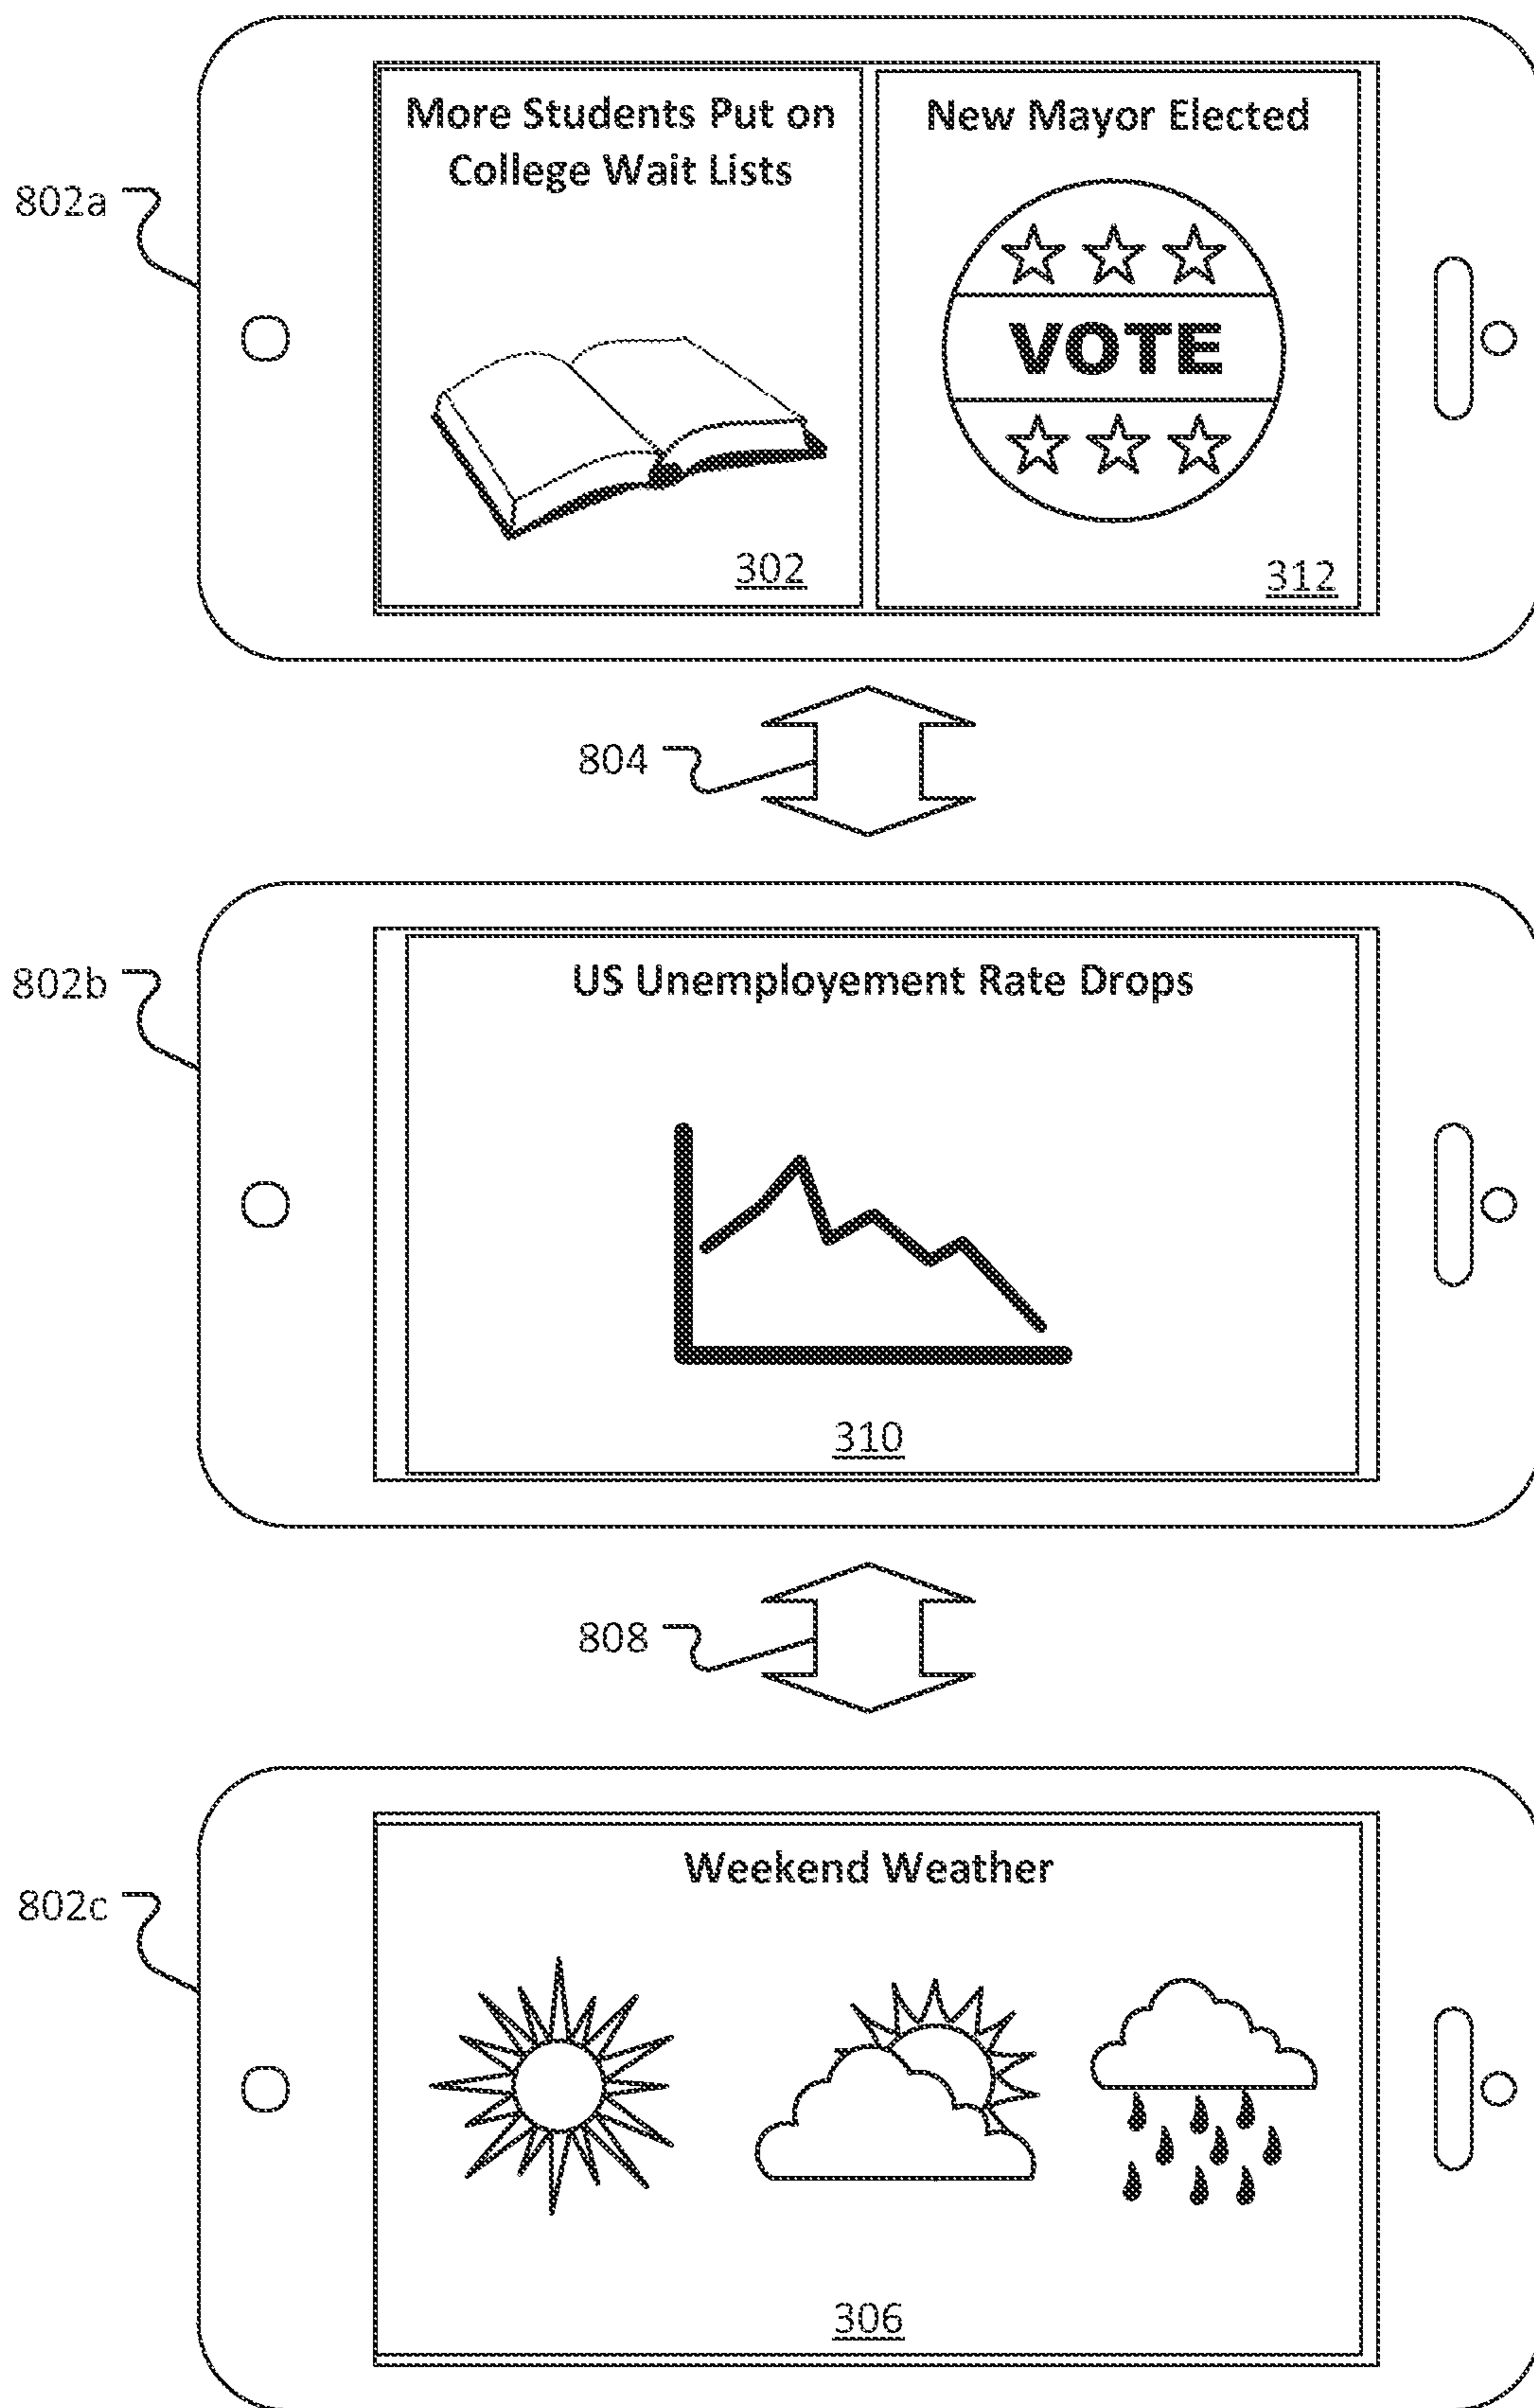 More Students Put on
College Wait Lists
New Mayor Elected
802a
VOTE
302
312
804
802b
US Unemployement Rate Drops
310
808
802c
Weekend Weather
306